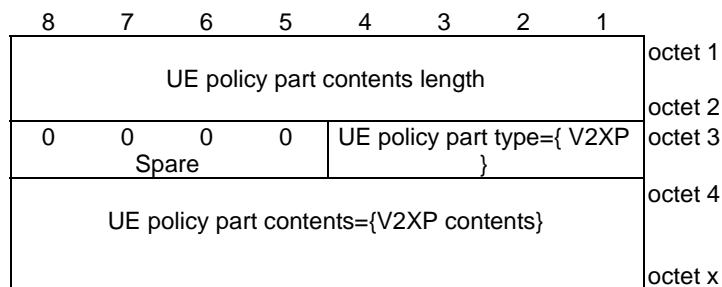 8 7 6 5 4 3 2 1
octet 1
UE policy part contents length
octet 2
0 0 0 0 UE policy part type={ V2XP octet 3
Spare }
octet 4
UE policy part contents={V2XP contents}
octet x